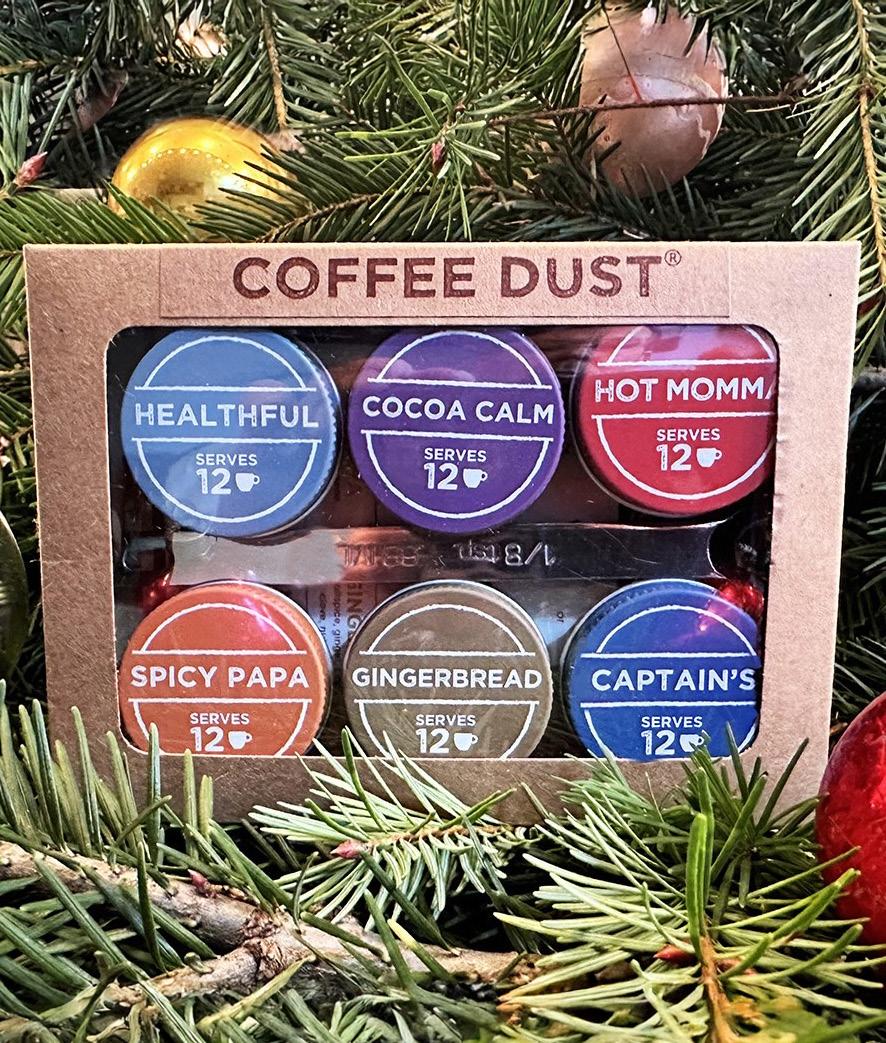 COFFEE DUST®
HEALTHFUL
SERVES
12
COCOA CALM
SERVES
12
HOT MOMM
SERVES
12
SPICY PAPA
SERVES
12
GINGERBREAD
SERVES
12
CAPTAIN'S
SERVES
12